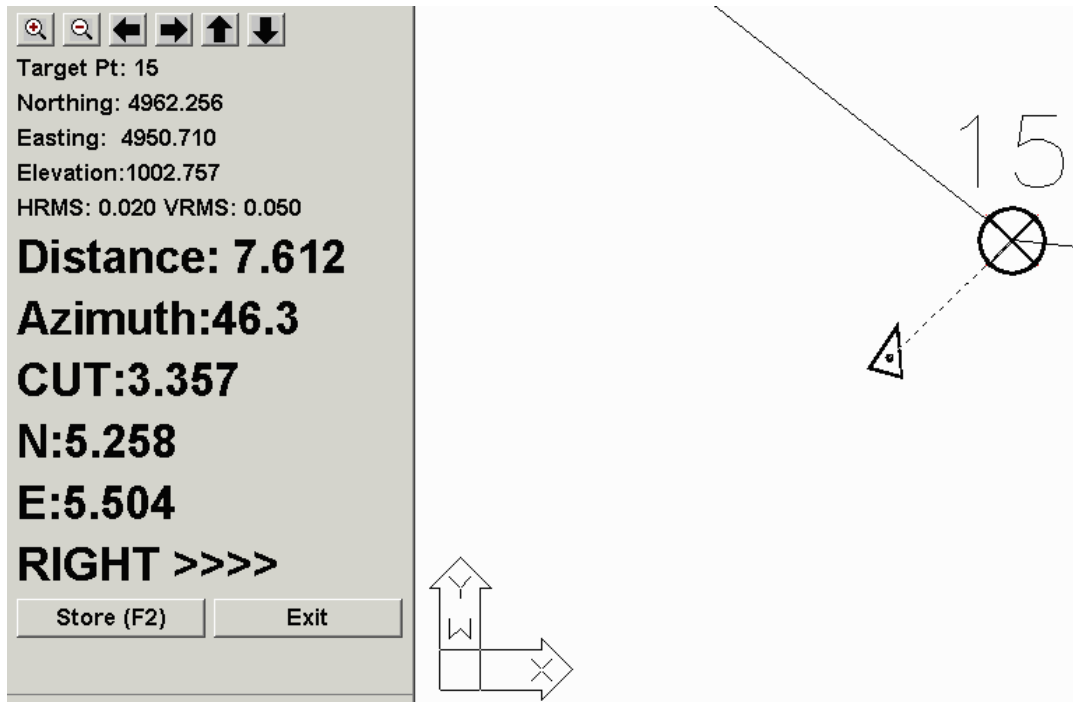 Target Pt: 15
Northing: 4962.256
Easting: 4950.710
Elevation:1002.757
HRMS: 0.020 VRMS: 0.050
Distance: 7.612
Azimuth:46.3
CUT:3.357
N:5.258
E:5.504
RIGHT >>>>
Store (F2) Exit
15
Y
W
X